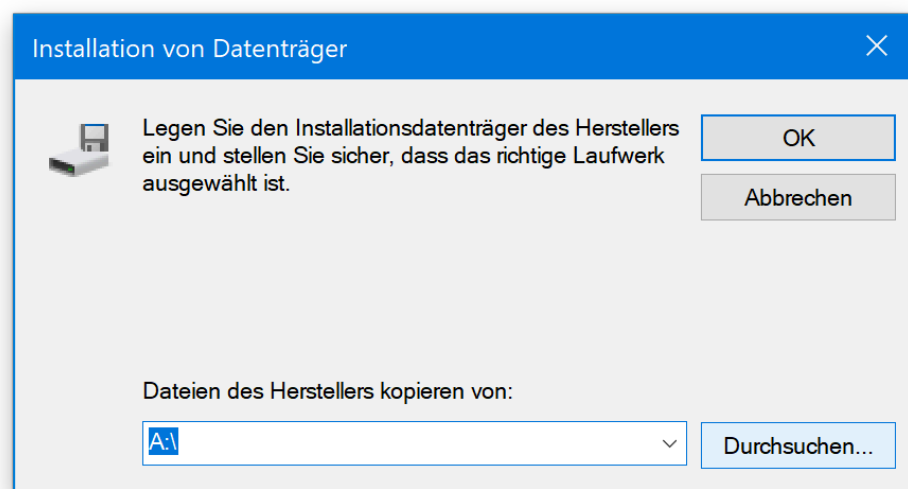 Installation von Datenträger
Legen Sie den Installationsdatenträger des Herstellers
ein und stellen Sie sicher, dass das richtige Laufwerk
ausgewählt ist.
OK
Abbrechen
Dateien des Herstellers kopieren von:
A:\
Durchsuchen...